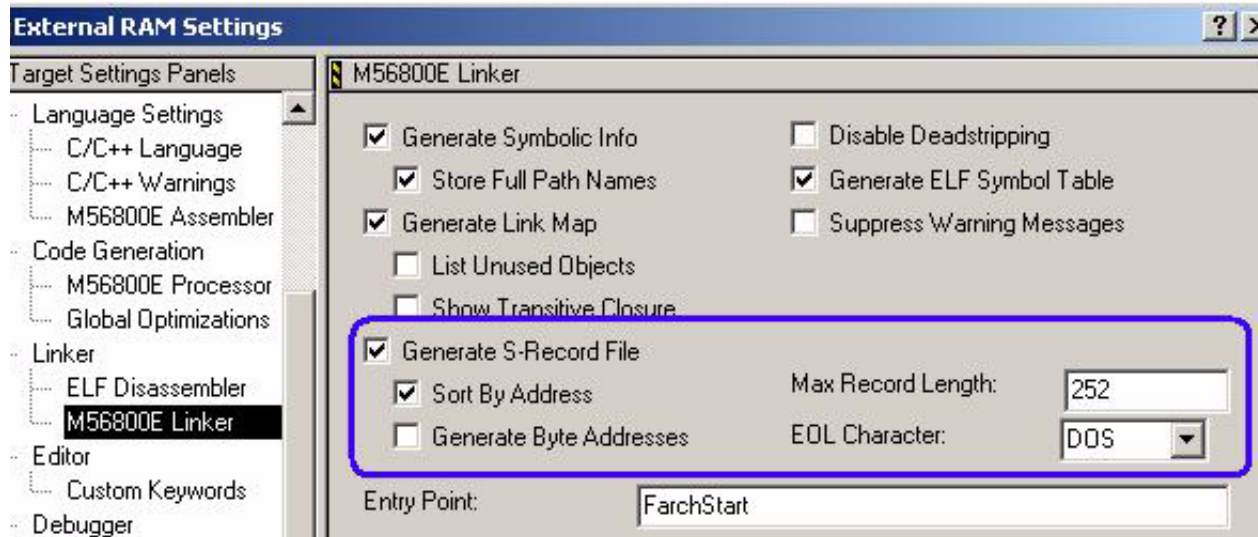 External RAM Settings
Target Settings Panels
Language Settings
C/C++ Language
C/C++ Warnings
M56800E Assembler
Code Generation
M56800E Processor
Global Optimizations
Linker
ELF Disassembler
M56800E Linker
Editor
Custom Keywords
Debugger
M56800E Linker
Generate Symbolic Info
Disable Deadstripping
Store Full Path Names
Generate ELF Symbol Table
Generate Link Map
Suppress Warning Messages
List Unused Objects
Show Transitive Closure
Generate S-Record File
Sort By Address
Max Record Length: 252
Generate Byte Addresses
EOL Character: DOS
Entry Point: FarchStart